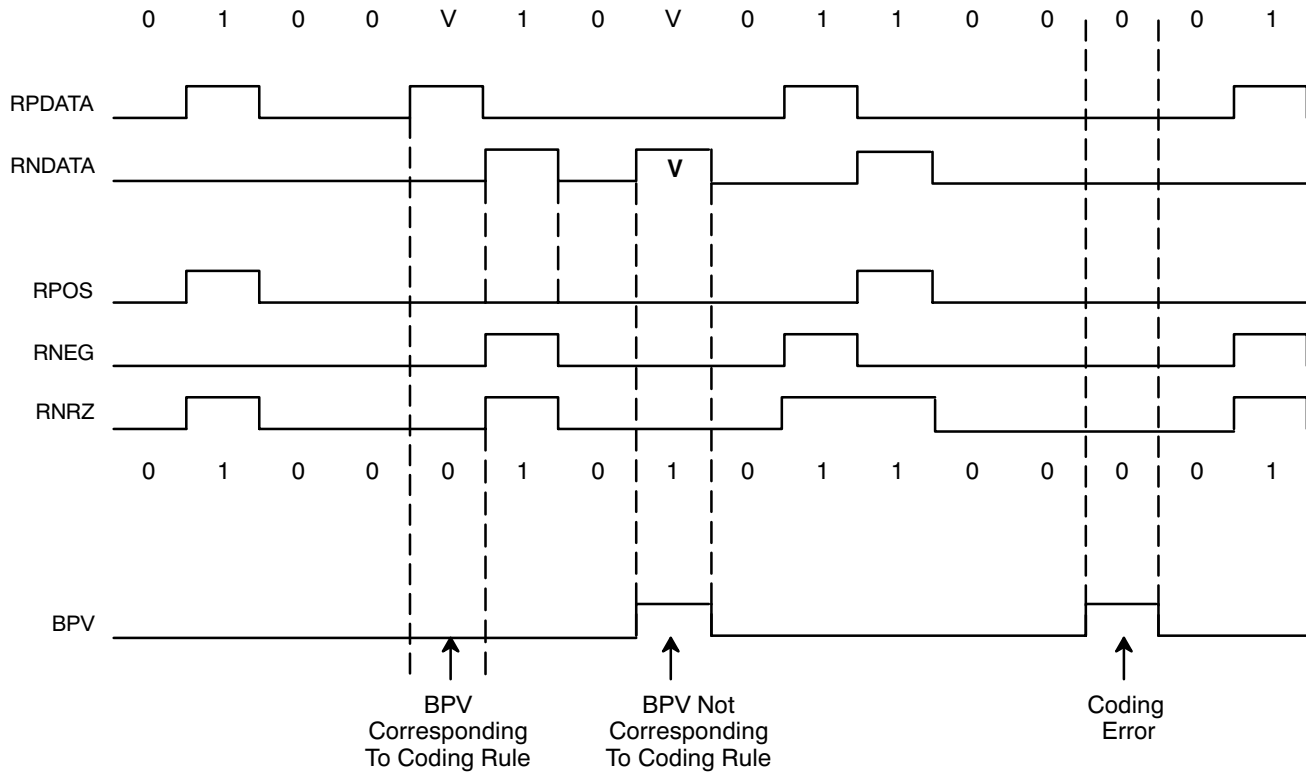 0 1 0 0 V 1 0 V 0 1 1 0 0 0 0 1
RPDATA
RNDATA
V
RPOS
RNEG
RNRZ
0 1 0 0 0 1 0 1 0 1 1 0 0 0 0 1
BPV
BPV
Corresponding
To Coding Rule
BPV Not
Corresponding
To Coding Rule
Coding
Error